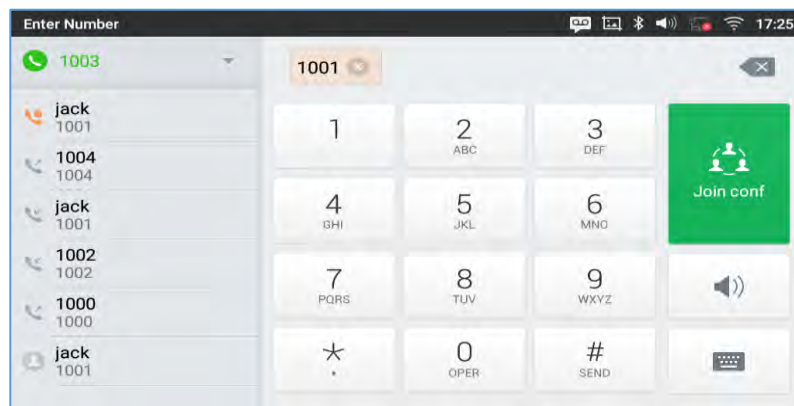 Enter Number
17:25
1003
1001
jack
1001
1004
1004
jack
1001
1002
1002
1000
1000
jack
1001
1
2
ABC
3
DEF
Join conf
4
GHI
5
JKL
6
MNO
7
PQRS
8
TUV
9
WXYZ
*
.
0
OPER
#
SEND